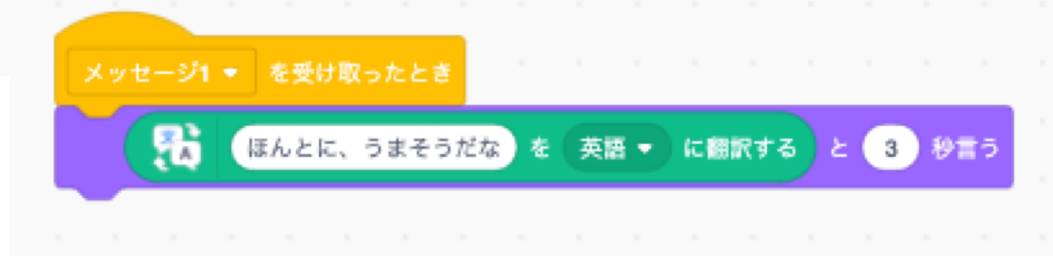 メッセージ1 を受け取ったとき
ほんとに、うまそうだな を 英語 に翻訳する と 3 秒言う